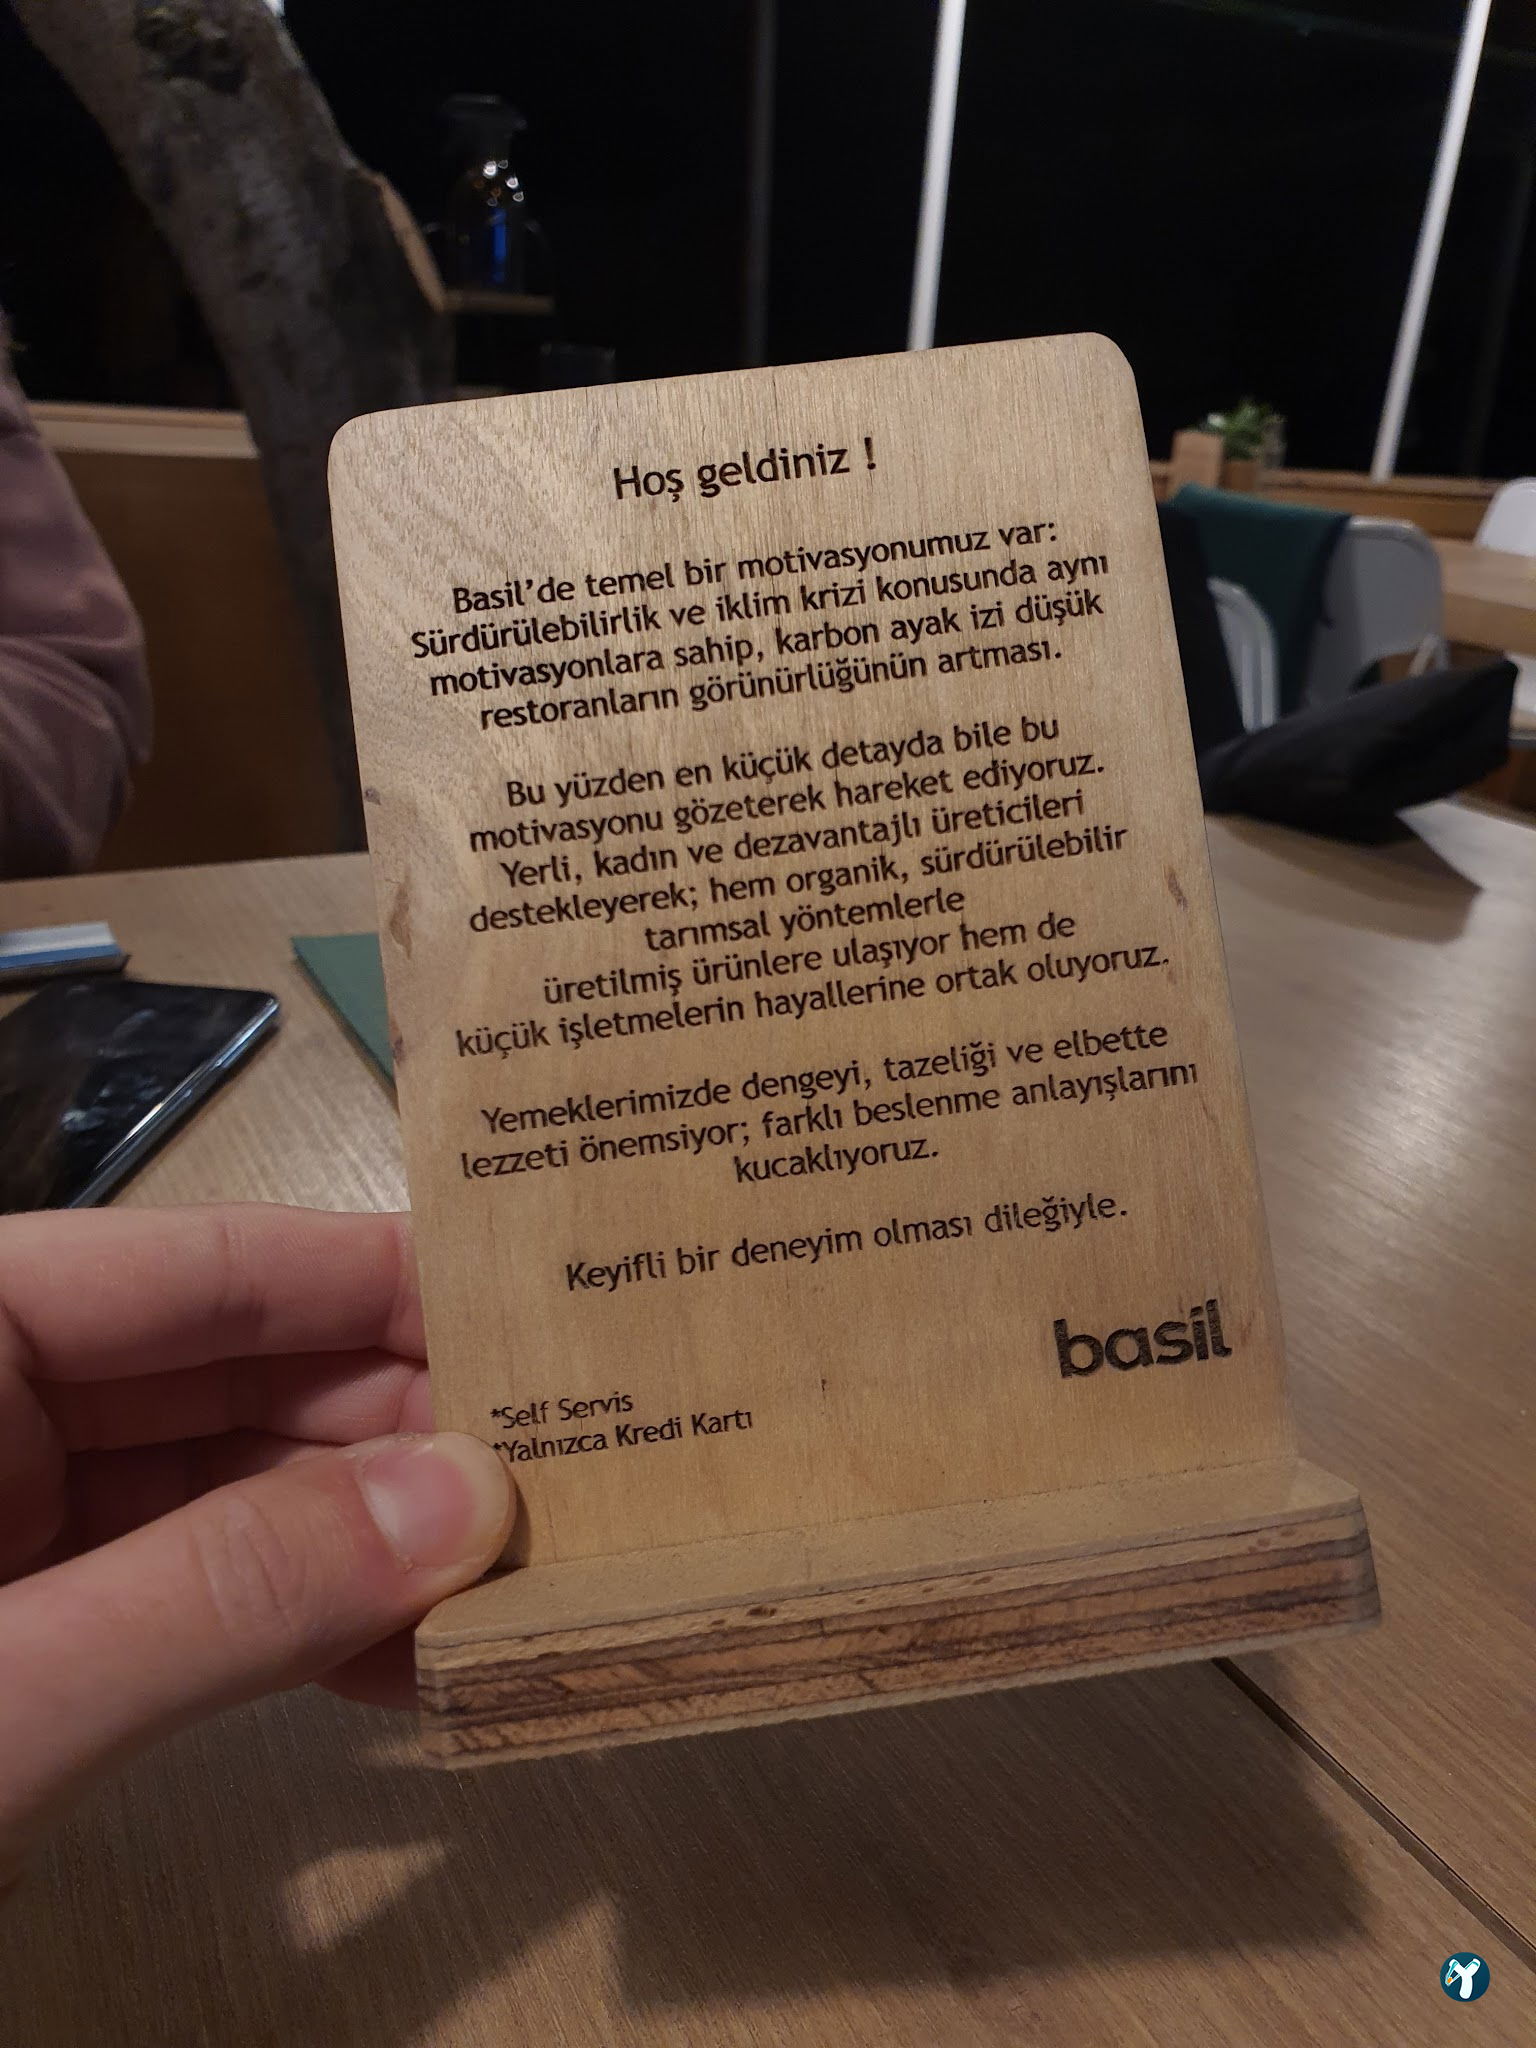 Hoş geldiniz !
Basil’de temel bir motivasyonumuz var:
Sürdürülebilirlik ve iklim krizi konusunda aynı
motivasyonlara sahip, karbon ayak izi düşük
restoranların görünürlüğünün artması.
Bu yüzden en küçük detayda bile bu
motivasyonu gözeterek hareket ediyoruz.
Yerli, kadın ve dezavantajlı üreticileri
destekleyerek; hem organik, sürdürülebilir
tarımsal yöntemlerle
üretilmiş ürünlere ulaşıyor hem de
küçük işletmelerin hayallerine ortak oluyoruz.
Yemeklerimizde dengeyi, tazeliği ve elbette
lezzeti önemsiyor; farklı beslenme anlayışlarını
kucaklıyoruz.
Keyifli bir deneyim olması dileğiyle.
basil
*Self Servis
*Yalnızca Kredi Kartı